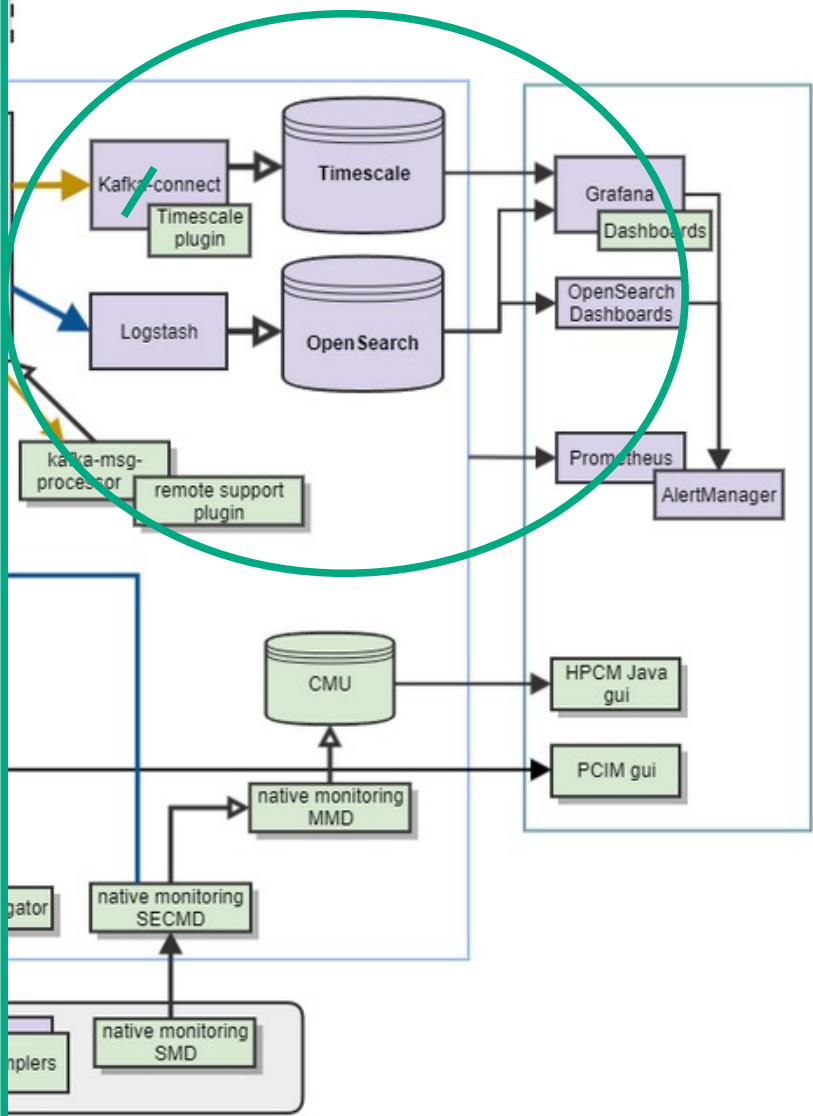 Kafka-connect
Timescale
plugin
Timescale
Grafana
Dashboards
Logstash
OpenSearch
OpenSearch
Dashboards
kafka-msg-
processor
remote support
plugin
Prometheus
AlertManager
CMU
HPCM Java
gui
PCIM gui
native monitoring
MMD
gator
native monitoring
SECMD
mplers
native monitoring
SMD